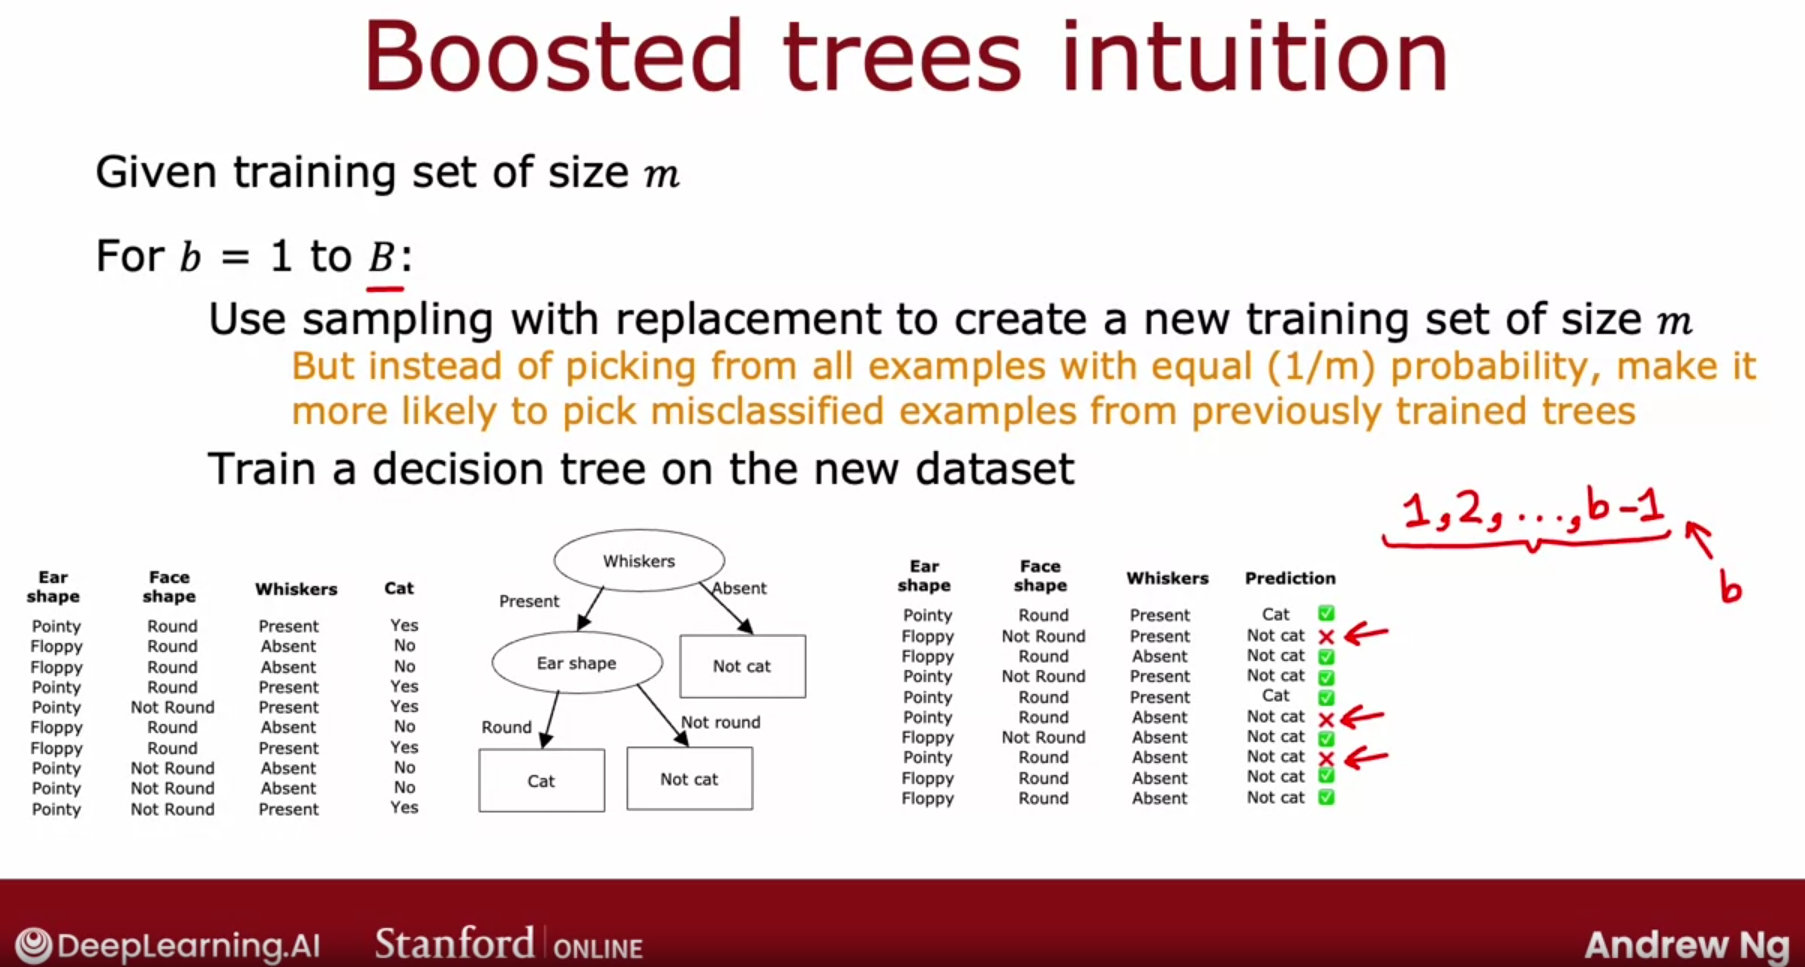 Boosted trees intuition
Given training set of size m
For b = 1 to B:
Use sampling with replacement to create a new training set of size m
But instead of picking from all examples with equal (1/m) probability, make it
more likely to pick misclassified examples from previously trained trees
Train a decision tree on the new dataset
1, 2, ..., b-1
b
Ear shape Face shape Whiskers Cat
Pointy Round Present Yes
Floppy Round Absent No
Floppy Round Absent No
Pointy Round Present Yes
Pointy Not Round Present Yes
Floppy Round Absent No
Floppy Round Present Yes
Pointy Not Round Absent No
Pointy Not Round Absent No
Pointy Not Round Present Yes
Whiskers
Present
Absent
Ear shape
Not cat
Round
Not round
Cat
Not cat
Ear shape Face shape Whiskers Prediction
Pointy Round Present Cat ✅
Floppy Not Round Present Not cat ❌
Floppy Round Absent Not cat ✅
Pointy Not Round Present Not cat ✅
Pointy Round Present Cat ✅
Pointy Round Absent Not cat ❌
Floppy Not Round Absent Not cat ✅
Pointy Round Absent Not cat ❌
Floppy Round Absent Not cat ✅
Floppy Round Absent Not cat ✅
DeepLearning.AI
Stanford ONLINE
Andrew Ng